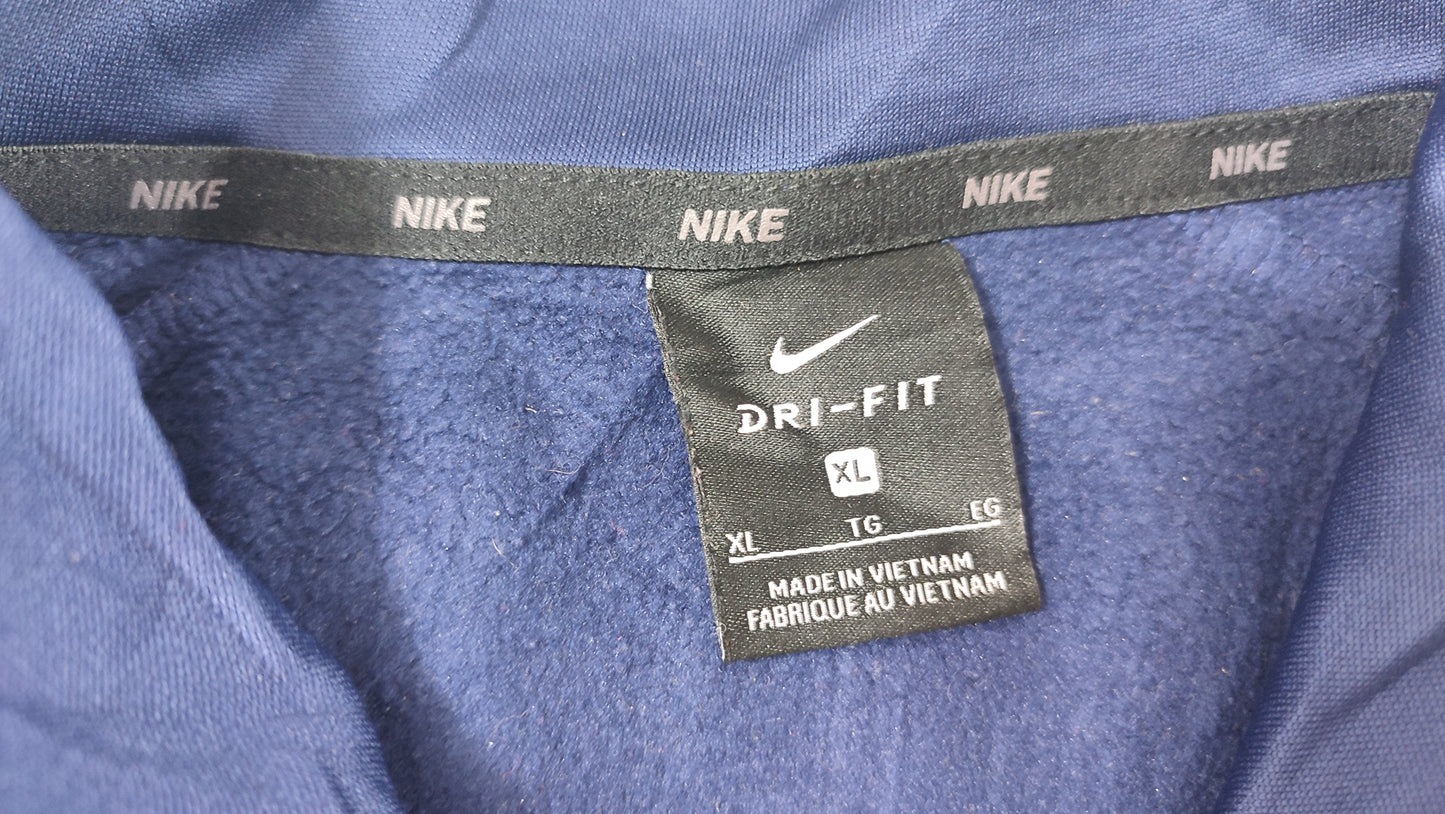 NIKE NIKE NIKE NIKE NIKE
DRI-FIT
XL
XL TG EG
MADE IN VIETNAM
FABRIQUE AU VIETNAM